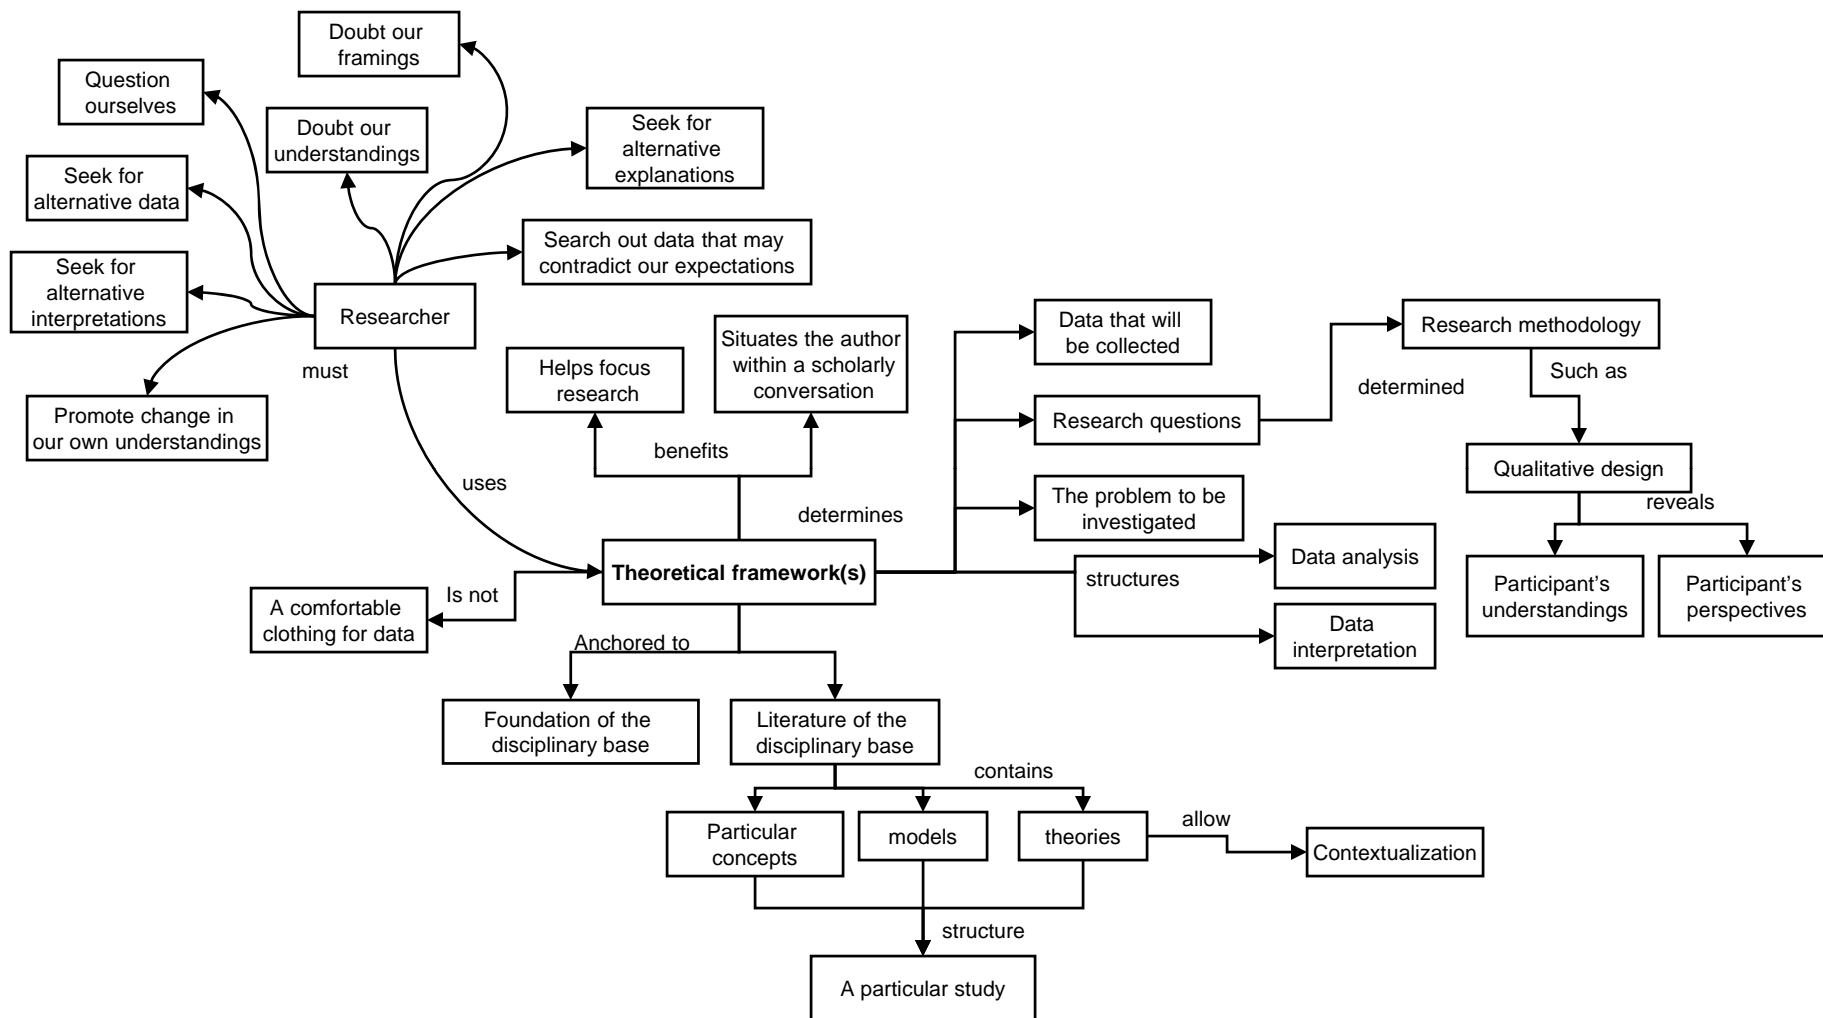 Doubt our
framings
Question
ourselves
Doubt our
understandings
Seek for
alternative
explanations
Seek for
alternative data
Search out data that may
contradict our expectations
Seek for
alternative
interpretations
Researcher
must
Promote change in
our own understandings
uses
Helps focus
research
Situates the author
within a scholarly
conversation
benefits
determines
Data that will
be collected
Research questions
The problem to be
investigated
determined
Research methodology
Such as
Qualitative design
reveals
Participant's
understandings
Participant's
perspectives
Theoretical framework(s)
structures
Data analysis
Data
interpretation
Is not
A comfortable
clothing for data
Anchored to
Foundation of the
disciplinary base
Literature of the
disciplinary base
contains
Particular
concepts
models
theories
allow
Contextualization
structure
A particular study